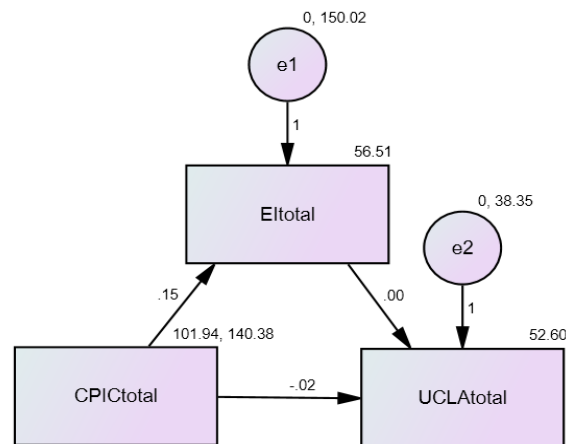 0, 150.02
e1
1
56.51
EItotal
0, 38.35
e2
.15
.00
1
101.94, 140.38
52.60
CPICtotal
-.02
UCLAtotal